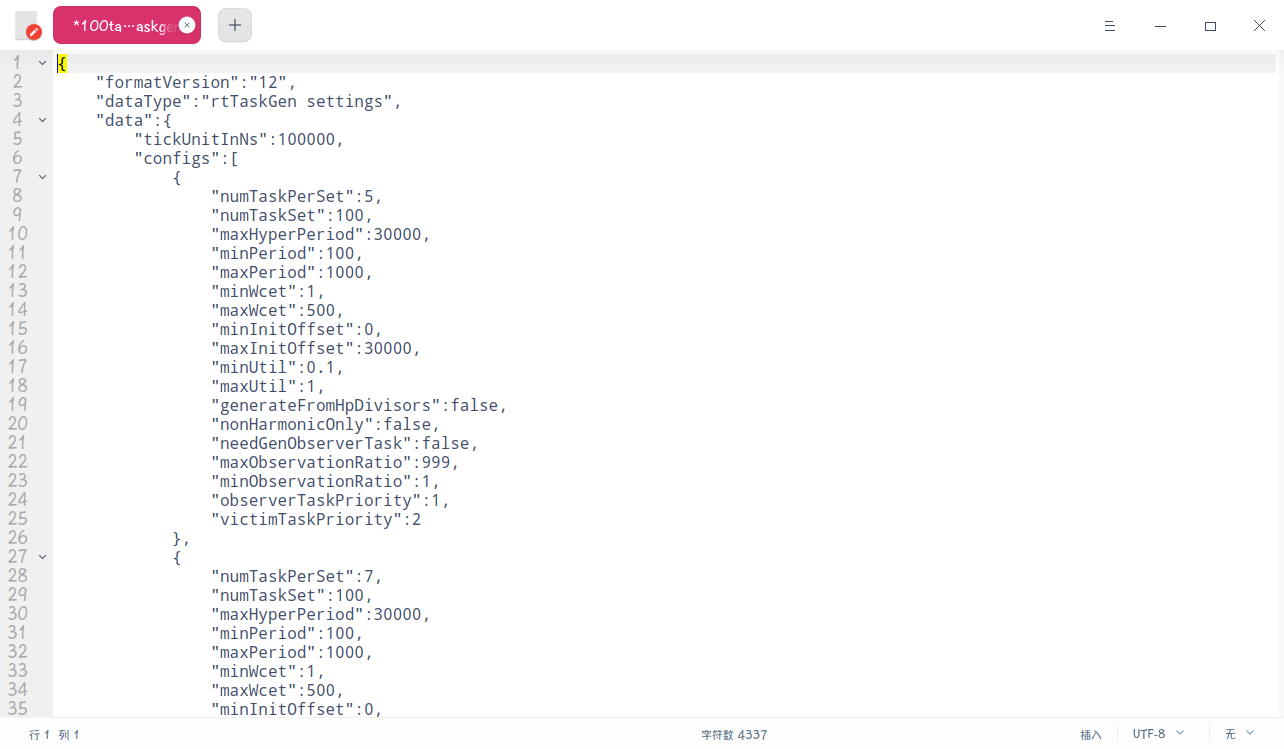 *100ta…askgen
1 {
2 "formatVersion":"12",
3 "dataType":"rtTaskGen settings",
4 "data":{
5 "tickUnitInNs":100000,
6 "configs":[
7 {
8 "numTaskPerSet":5,
9 "numTaskSet":100,
10 "maxHyperPeriod":30000,
11 "minPeriod":100,
12 "maxPeriod":1000,
13 "minWcet":1,
14 "maxWcet":500,
15 "minInitOffset":0,
16 "maxInitOffset":30000,
17 "minUtil":0.1,
18 "maxUtil":1,
19 "generateFromHpDivisors":false,
20 "nonHarmonicOnly":false,
21 "needGenObserverTask":false,
22 "maxObservationRatio":999,
23 "minObservationRatio":1,
24 "observerTaskPriority":1,
25 "victimTaskPriority":2
26 },
27 {
28 "numTaskPerSet":7,
29 "numTaskSet":100,
30 "maxHyperPeriod":30000,
31 "minPeriod":100,
32 "maxPeriod":1000,
33 "minWcet":1,
34 "maxWcet":500,
35 "minInitOffset":0,
行 1 列 1 字符数 4337 插入 UTF-8 无